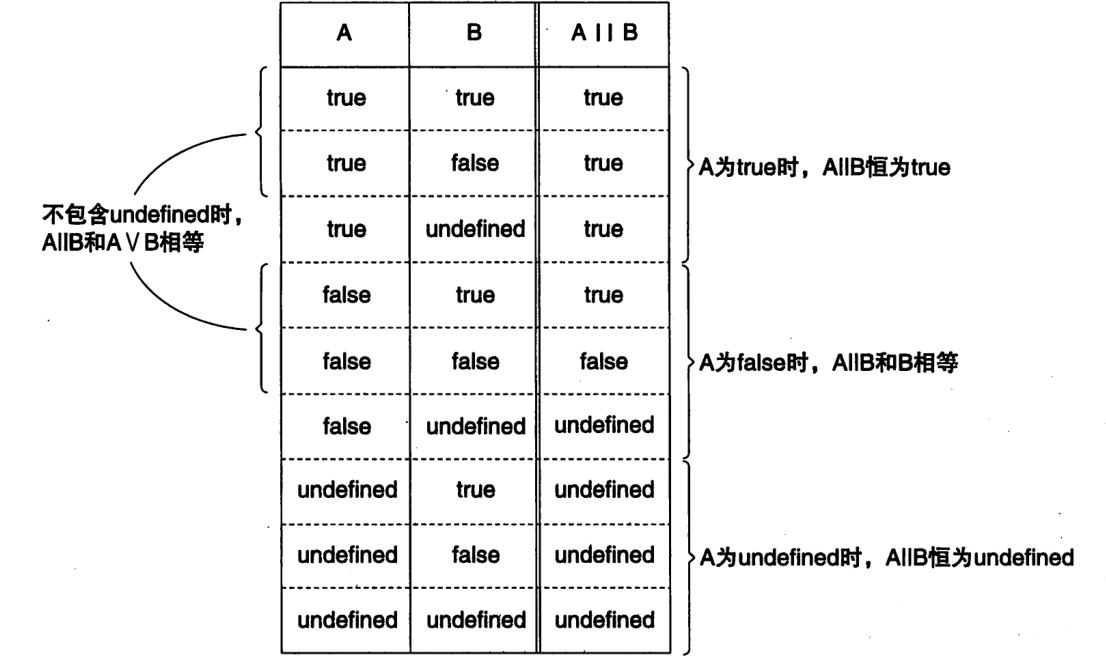 A B A || B
true true true
true false true
true undefined true
false true true
false false false
false undefined undefined
undefined true undefined
undefined false undefined
undefined undefined undefined
不包含undefined时，
A||B和A∨B相等
A为true时，A||B恒为true
A为false时，A||B和B相等
A为undefined时，A||B恒为undefined